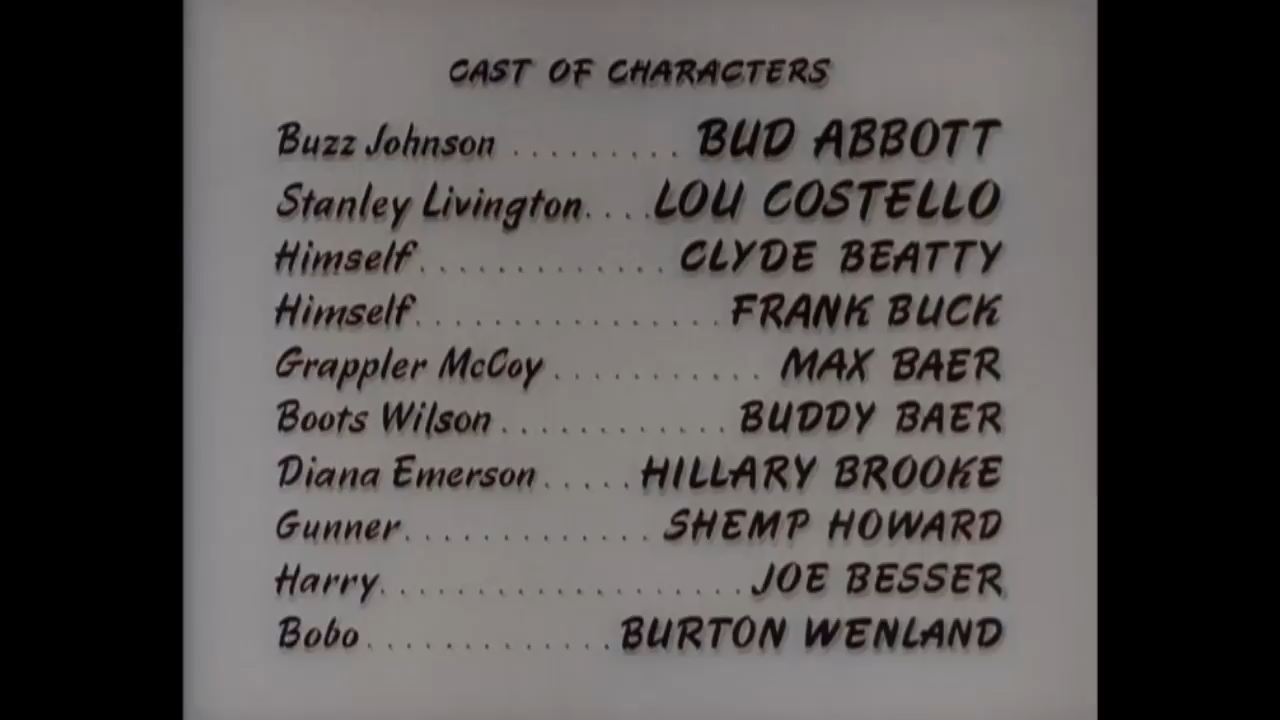 CAST OF CHARACTERS
Buzz Johnson ......... BUD ABBOTT
Stanley Livington.... LOU COSTELLO
Himself............. CLYDE BEATTY
Himself................ FRANK BUCK
Grappler McCoy ........... MAX BAER
Boots Wilson ............ BUDDY BAER
Diana Emerson ..... HILLARY BROOKE
Gunner............. SHEMP HOWARD
Harry................... JOE BESSER
Bobo............. BURTON WENLAND